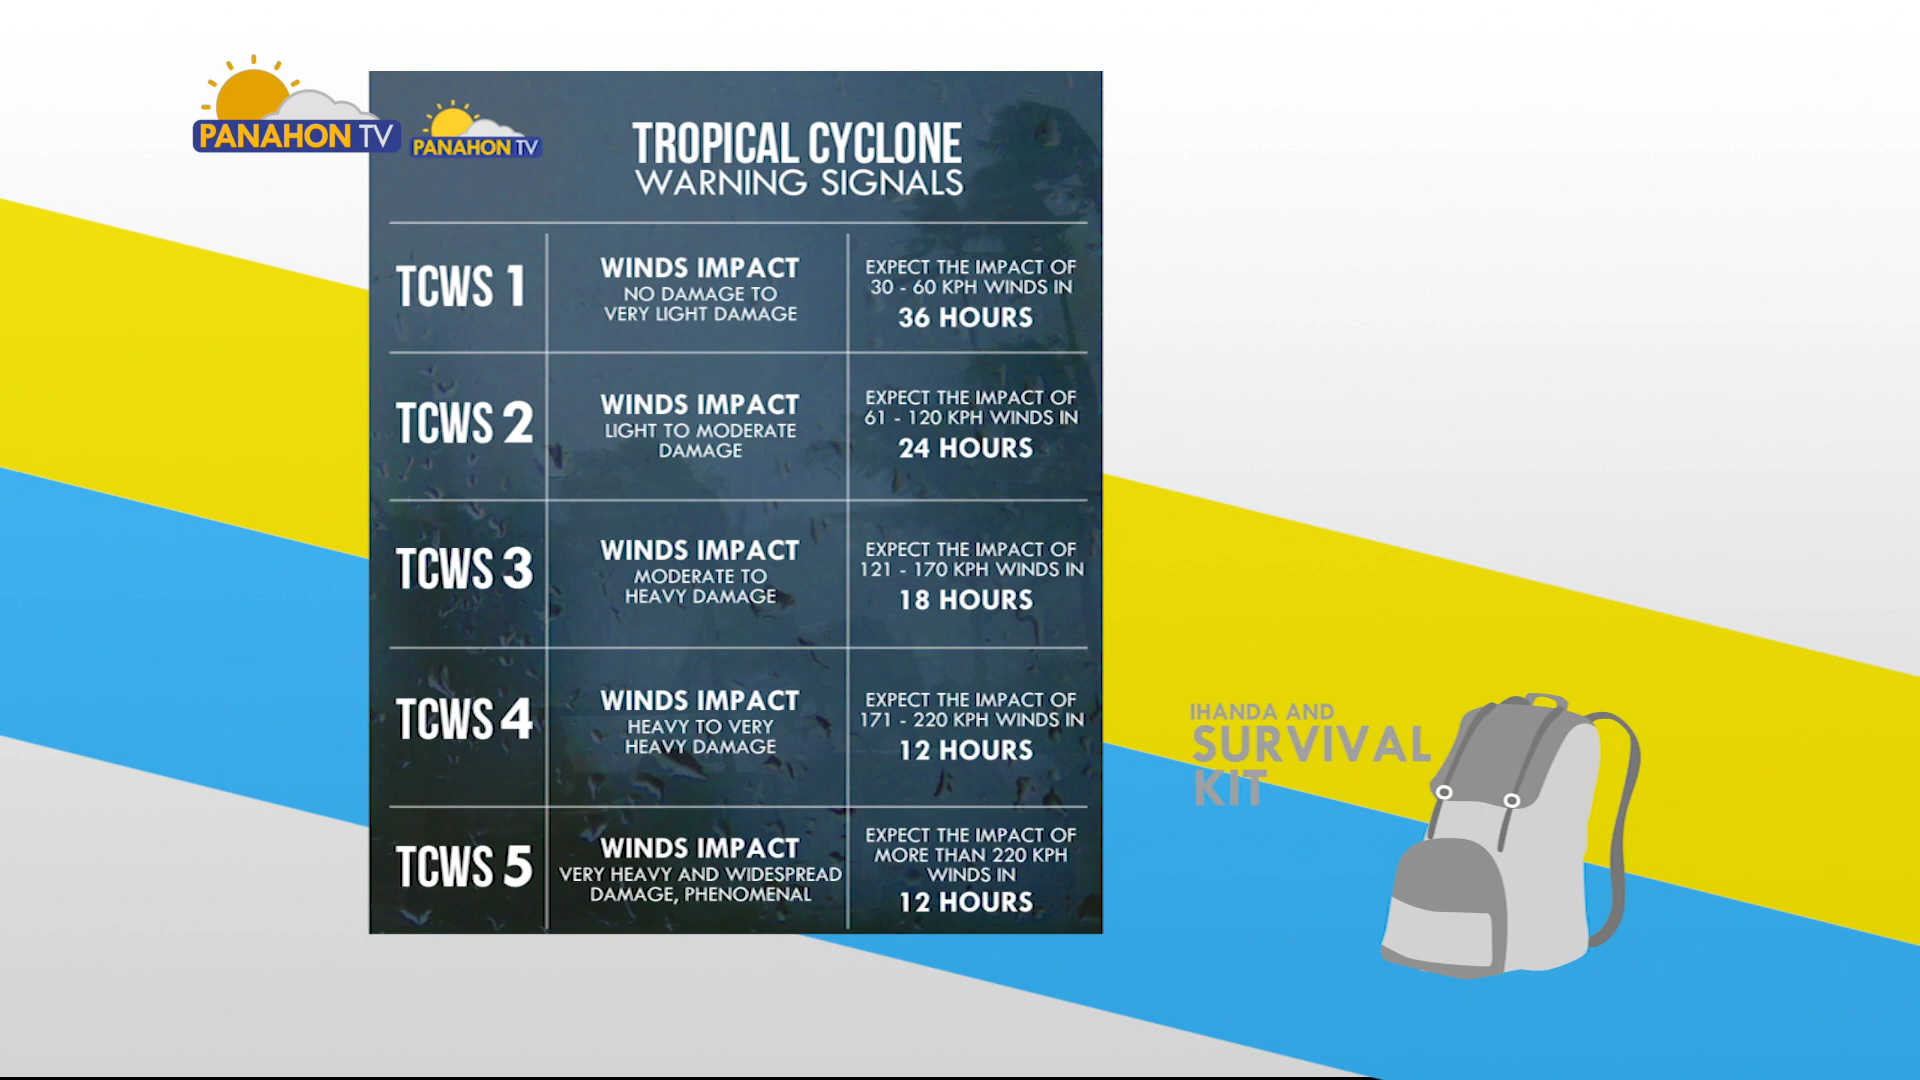 PANAHON TV
PANAHON TV
TROPICAL CYCLONE
WARNING SIGNALS
TCWS 1
WINDS IMPACT
NO DAMAGE TO
VERY LIGHT DAMAGE
EXPECT THE IMPACT OF
30 - 60 KPH WINDS IN
36 HOURS
TCWS 2
WINDS IMPACT
LIGHT TO MODERATE
DAMAGE
EXPECT THE IMPACT OF
61 - 120 KPH WINDS IN
24 HOURS
TCWS 3
WINDS IMPACT
MODERATE TO
HEAVY DAMAGE
EXPECT THE IMPACT OF
121 - 170 KPH WINDS IN
18 HOURS
TCWS 4
WINDS IMPACT
HEAVY TO VERY
HEAVY DAMAGE
EXPECT THE IMPACT OF
171 - 220 KPH WINDS IN
12 HOURS
TCWS 5
WINDS IMPACT
VERY HEAVY AND WIDESPREAD
DAMAGE, PHENOMENAL
EXPECT THE IMPACT OF
MORE THAN 220 KPH
WINDS IN
12 HOURS
IHANDA AND
SURVIVAL
KIT